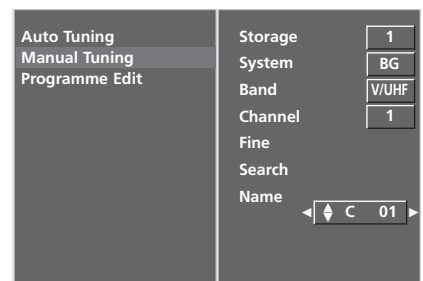 Auto Tuning
Manual Tuning
Programme Edit
Storage 1
System BG
Band V/UHF
Channel 1
Fine
Search
Name
C 01